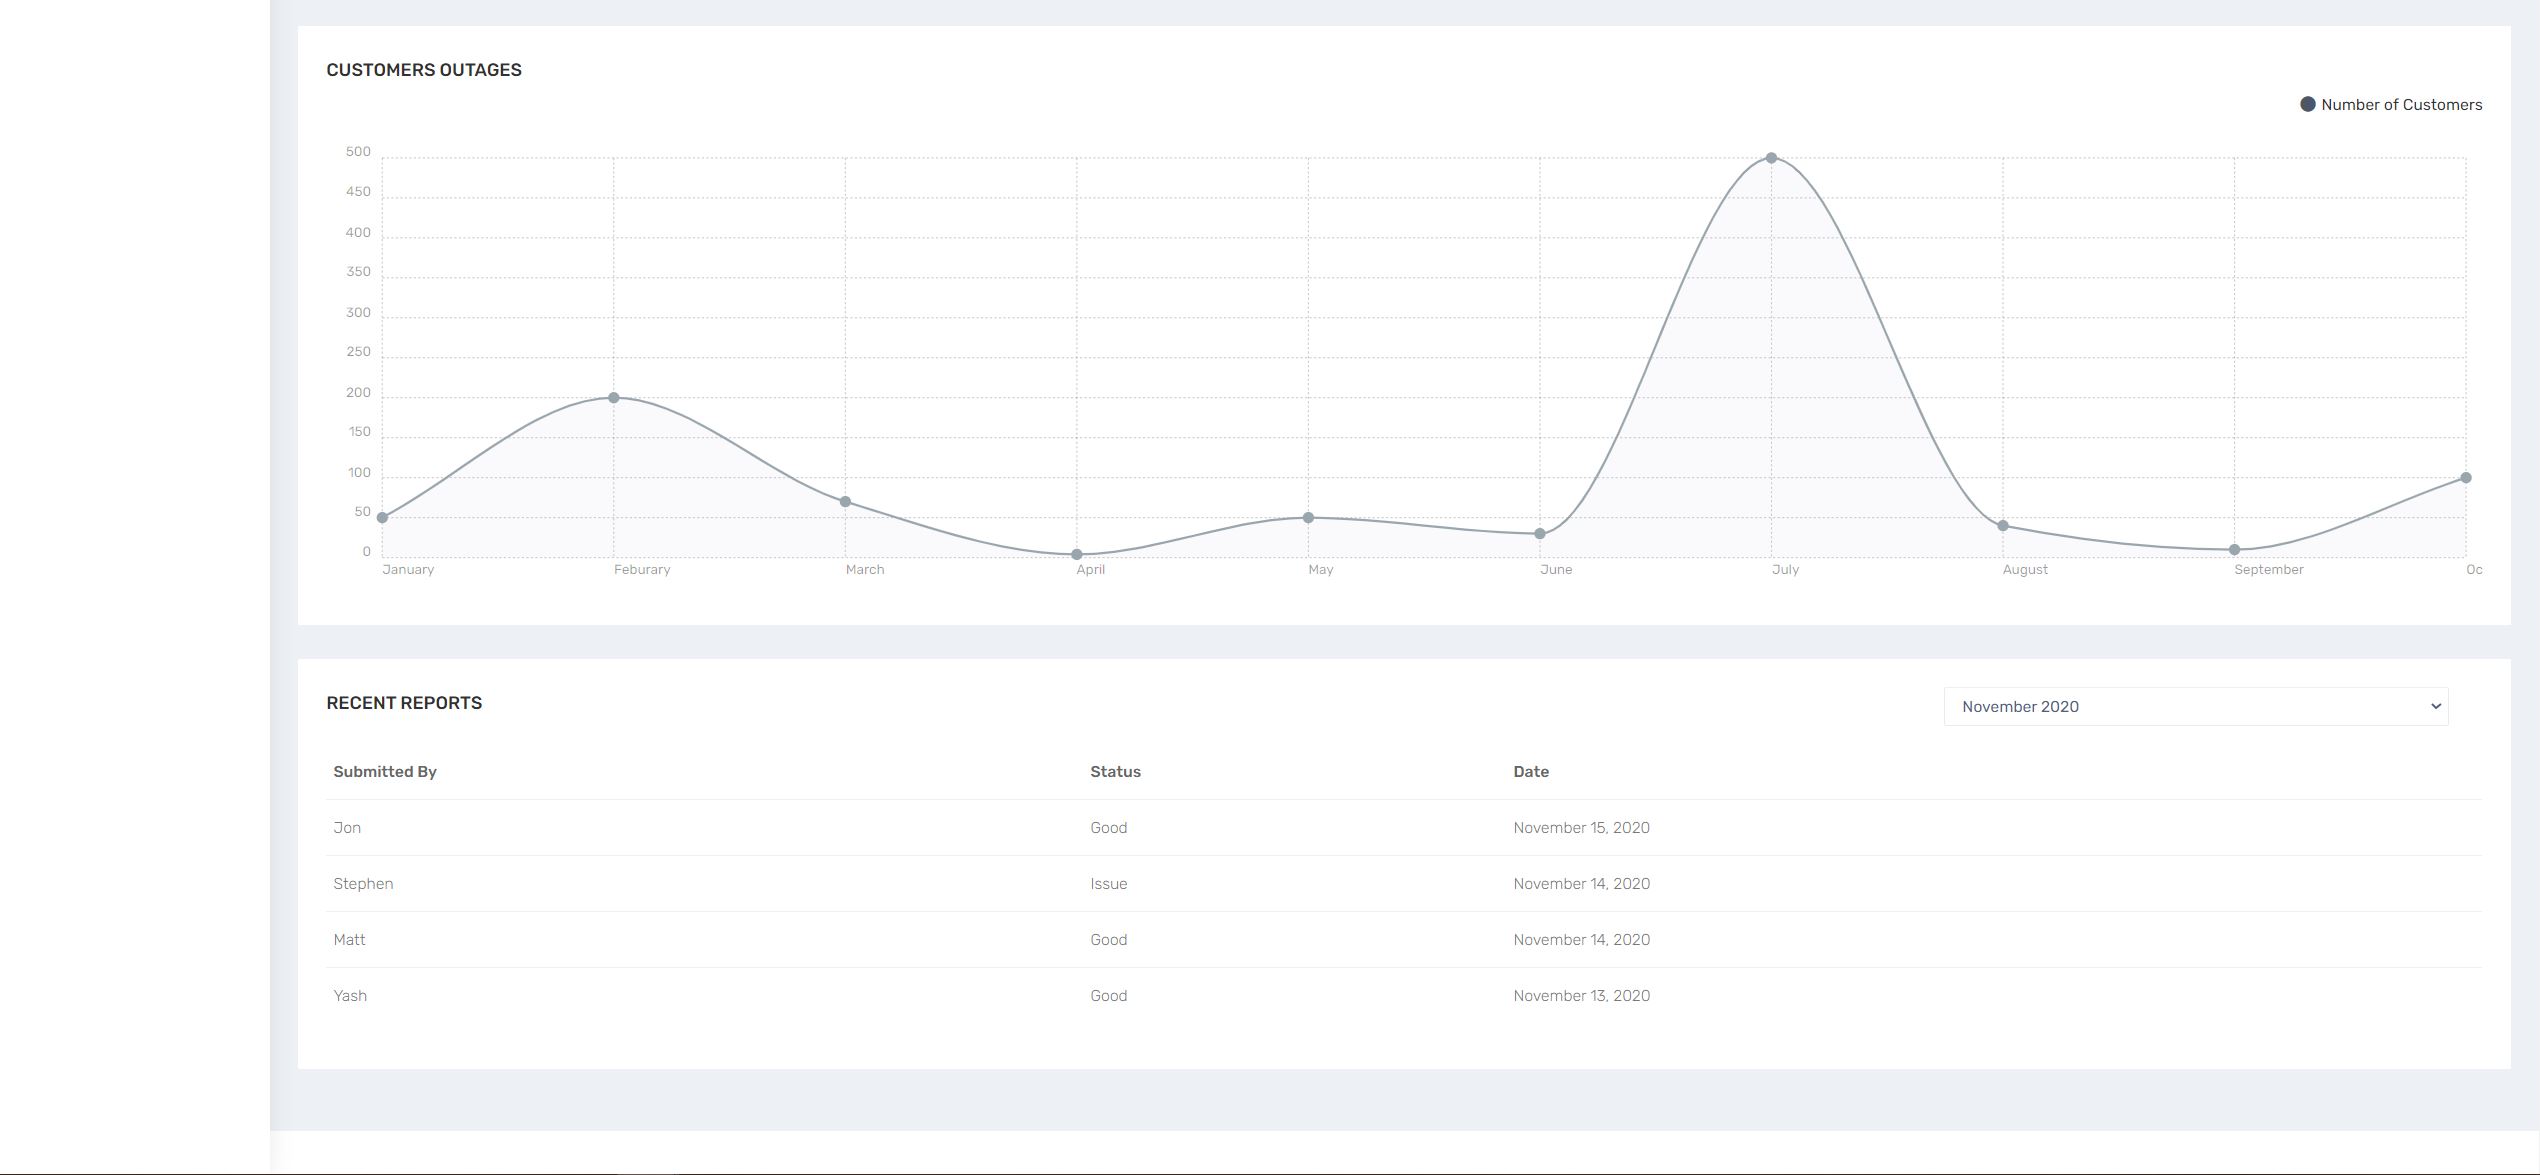 CUSTOMERS OUTAGES
Number of Customers
500
450
400
350
300
250
200
150
100
50
0
January Feburary March April May June July August September Oc
RECENT REPORTS
November 2020
Submitted By Status Date
Jon Good November 15, 2020
Stephen Issue November 14, 2020
Matt Good November 14, 2020
Yash Good November 13, 2020